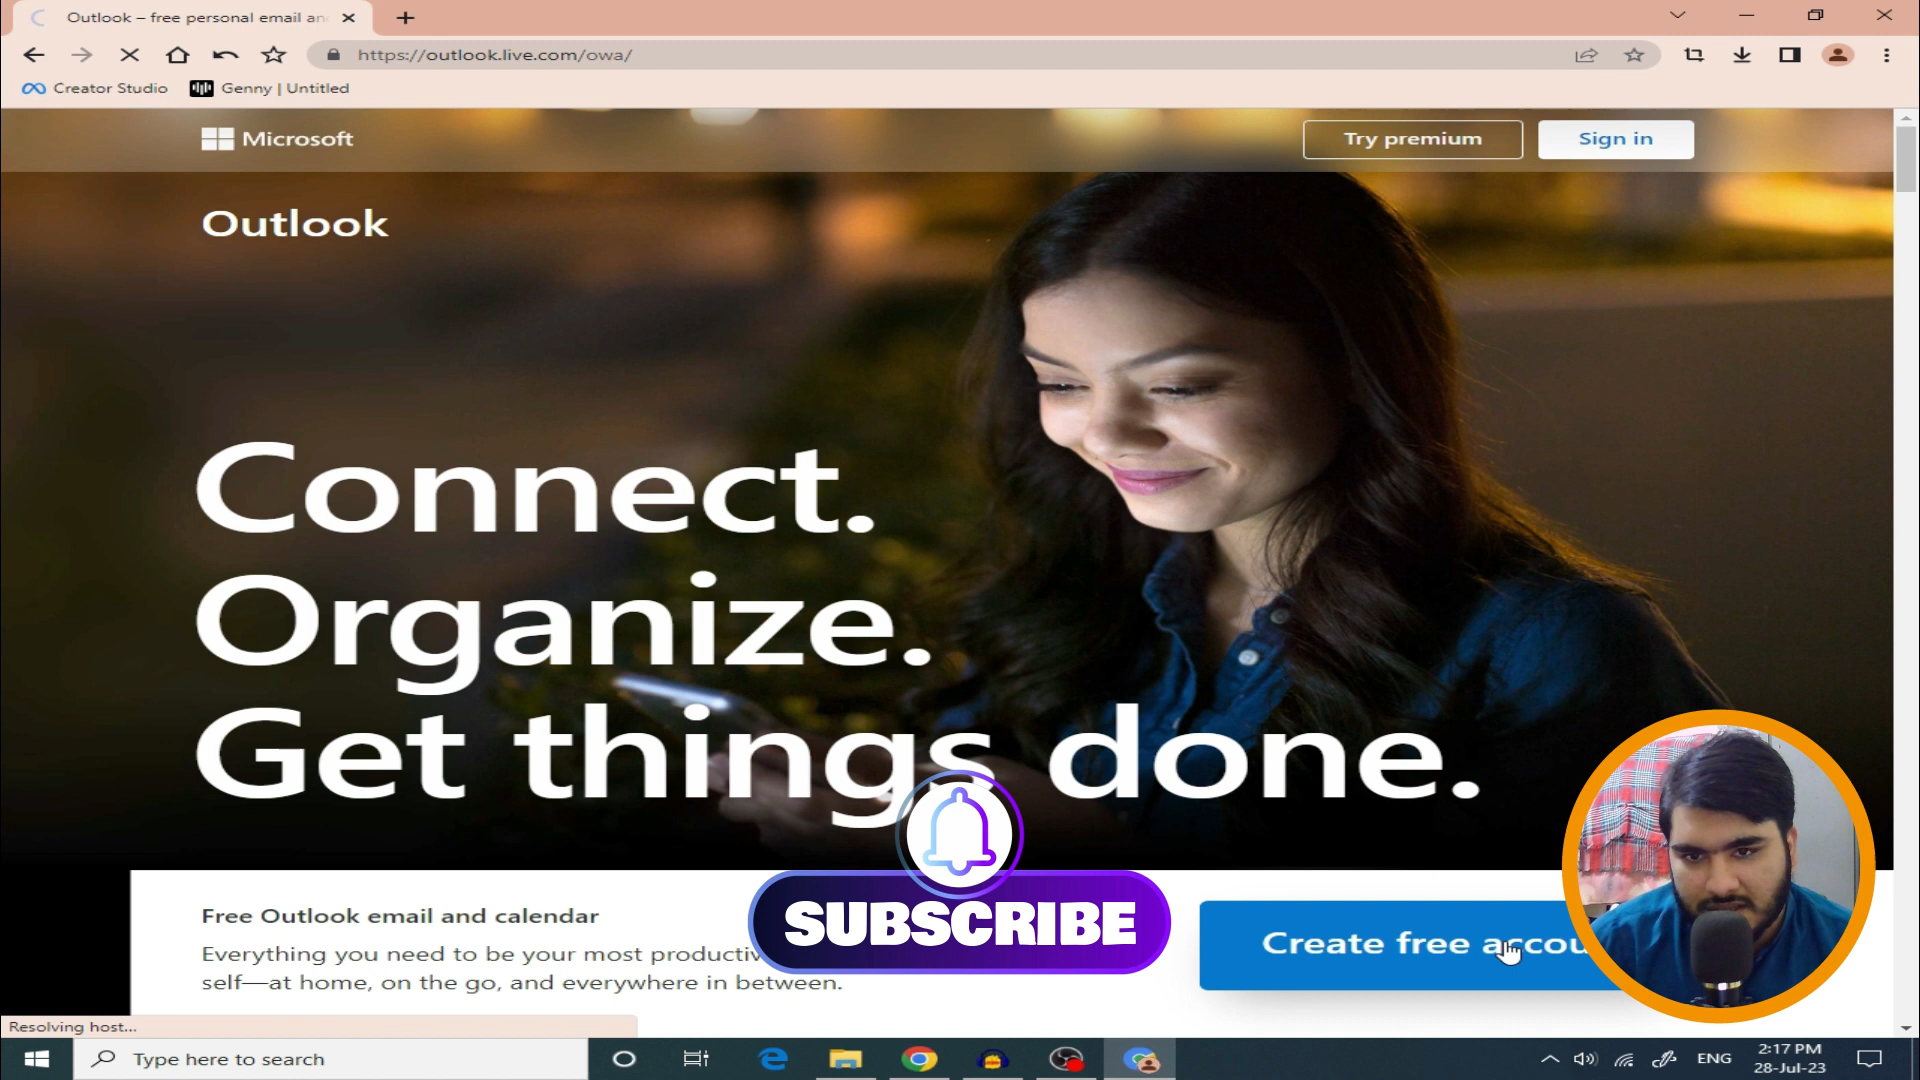 Outlook – free personal email an
https://outlook.live.com/owa/
Creator Studio
Genny | Untitled
Microsoft
Try premium
Sign in
Outlook
Connect.
Organize.
Get things done.
Free Outlook email and calendar
Everything you need to be your most productiv
self—at home, on the go, and everywhere in between.
SUBSCRIBE
Create free accou
Resolving host...
Type here to search
ENG
2:17 PM
28-Jul-23